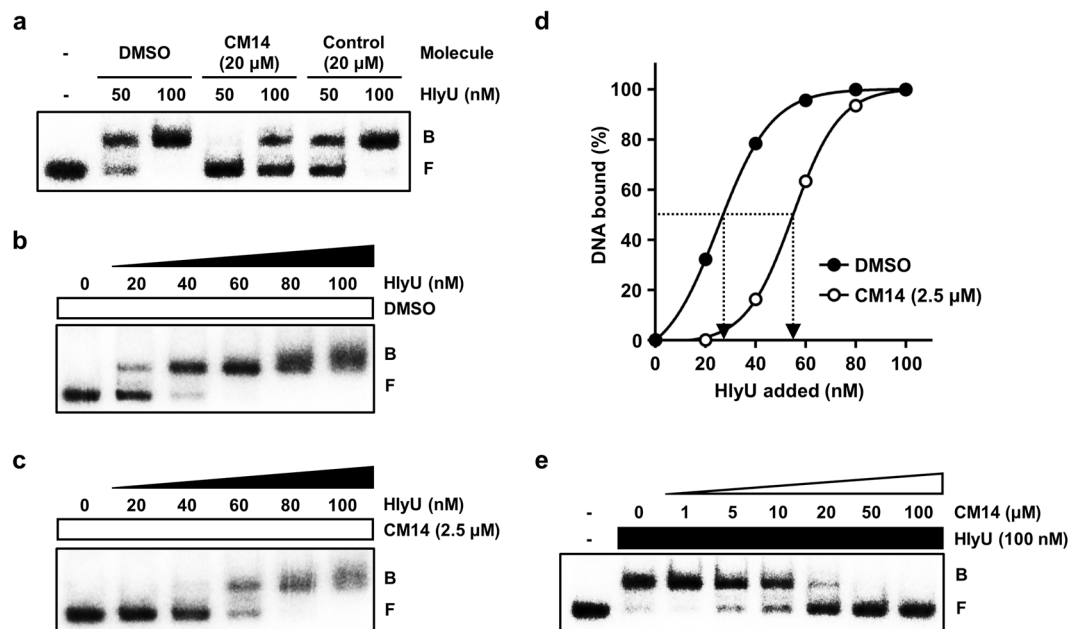 a
- DMSO CM14 (20 µM) Control (20 µM) Molecule
- 50 100 50 100 50 100 HlyU (nM)
B
F
b
0 20 40 60 80 100 HlyU (nM)
DMSO
B
F
c
0 20 40 60 80 100 HlyU (nM)
CM14 (2.5 µM)
B
F
d
DNA bound (%)
100
80
60
40
20
0
DMSO
CM14 (2.5 µM)
0 20 40 60 80 100
HlyU added (nM)
e
- 0 1 5 10 20 50 100 CM14 (µM)
- HlyU (100 nM)
B
F